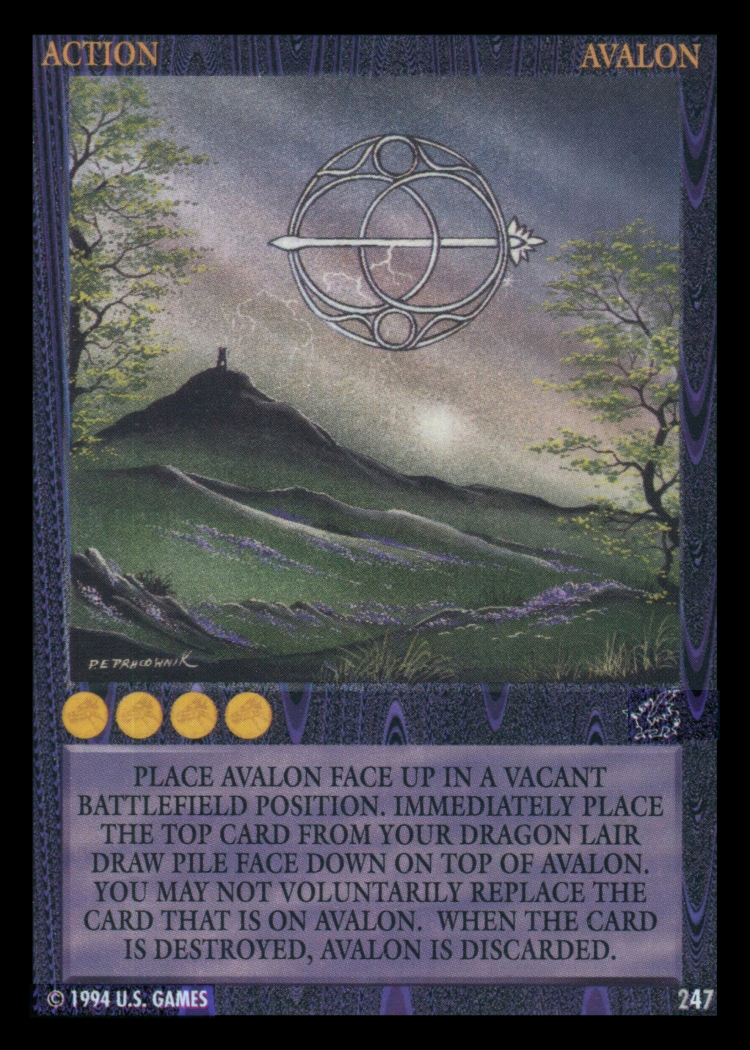 ACTION AVALON
P.E PRACOWNIK
PLACE AVALON FACE UP IN A VACANT
BATTLEFIELD POSITION. IMMEDIATELY PLACE
THE TOP CARD FROM YOUR DRAGON LAIR
DRAW PILE FACE DOWN ON TOP OF AVALON.
YOU MAY NOT VOLUNTARILY REPLACE THE
CARD THAT IS ON AVALON. WHEN THE CARD
IS DESTROYED, AVALON IS DISCARDED.
© 1994 U.S. GAMES 247